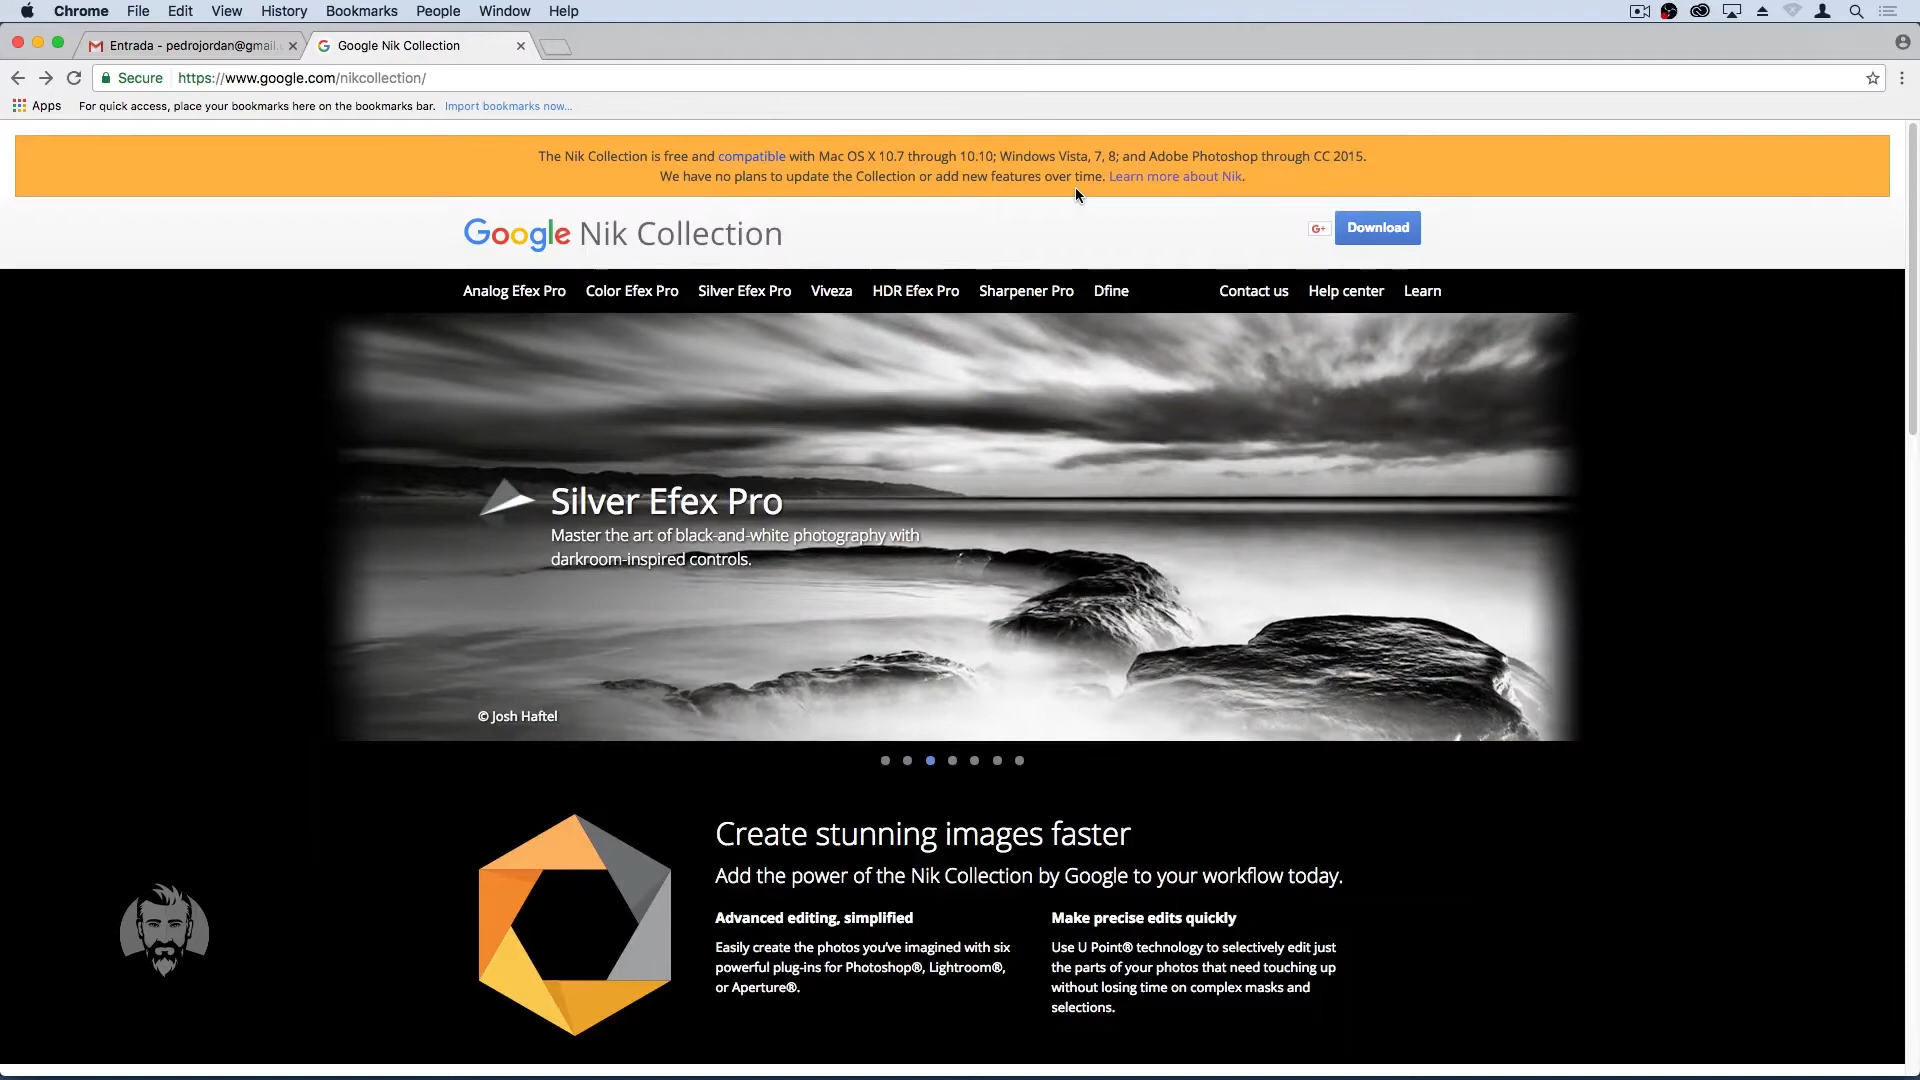 Chrome File Edit View History Bookmarks People Window Help
Entrada - pedrojordan@gmail.
Google Nik Collection
Secure https://www.google.com/nikcollection/
Apps For quick access, place your bookmarks here on the bookmarks bar. Import bookmarks now...
The Nik Collection is free and compatible with Mac OS X 10.7 through 10.10; Windows Vista, 7, 8; and Adobe Photoshop through CC 2015.
We have no plans to update the Collection or add new features over time. Learn more about Nik.
Google Nik Collection
G+ Download
Analog Efex Pro Color Efex Pro Silver Efex Pro Viveza HDR Efex Pro Sharpener Pro Dfine Contact us Help center Learn
Silver Efex Pro
Master the art of black-and-white photography with
darkroom-inspired controls.
© Josh Haftel
Create stunning images faster
Add the power of the Nik Collection by Google to your workflow today.
Advanced editing, simplified
Easily create the photos you've imagined with six
powerful plug-ins for Photoshop®, Lightroom®,
or Aperture®.
Make precise edits quickly
Use U Point® technology to selectively edit just
the parts of your photos that need touching up
without losing time on complex masks and
selections.